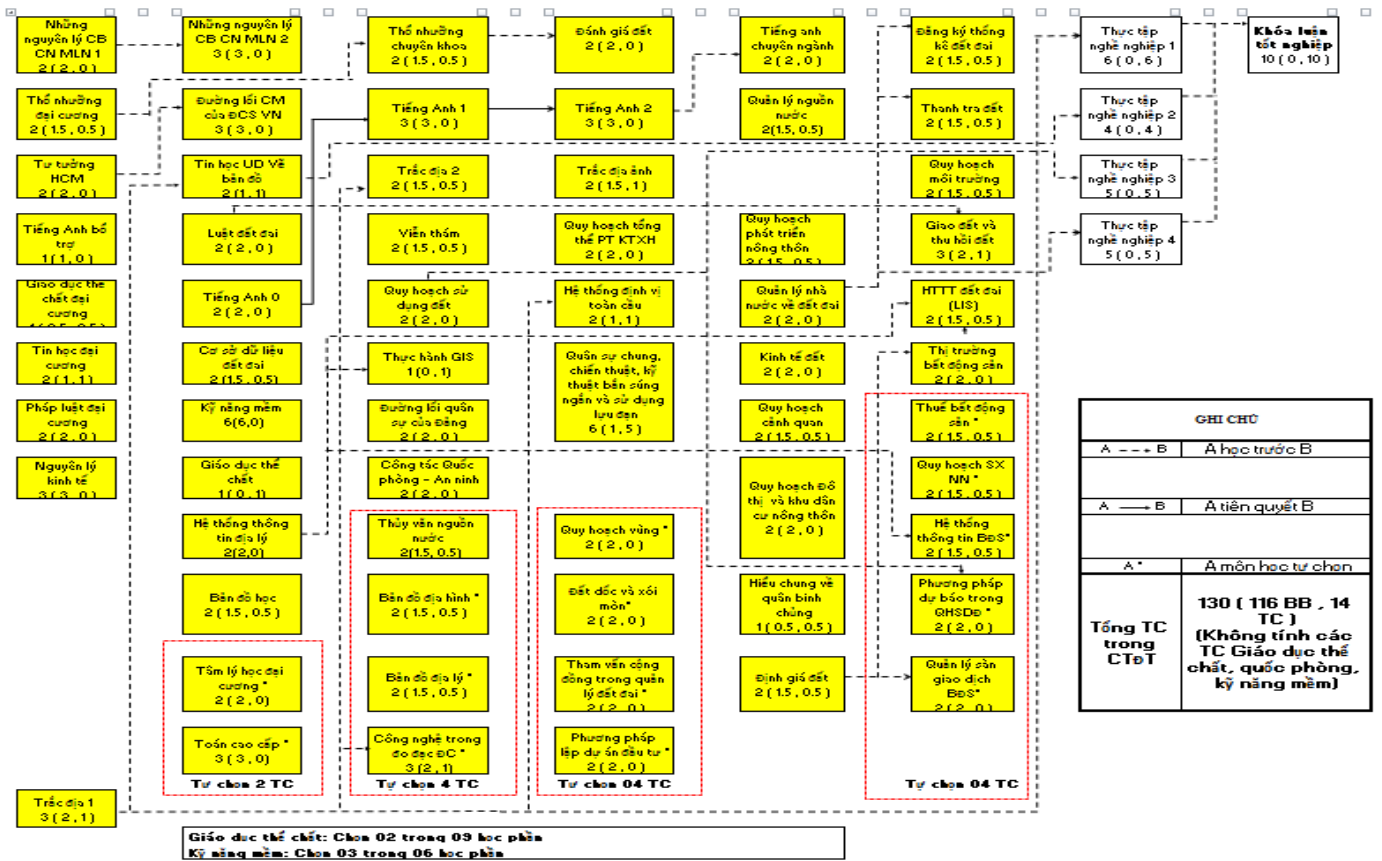 Những
nguyên lý CB
CN MLN 1
2(2,0)
Thổ nhưỡng
đại cương
2(1.5,0.5)
Tư tưởng
HCM
2(2,0)
Tiếng Anh bổ
trợ
1(1,0)
Giáo dục thể
chất đại
cương
1(0.5,0.5)
Tin học đại
cương
2(1,1)
Pháp luật đại
cương
2(2,0)
Nguyên lý
kinh tế
3(3,0)
Trắc địa 1
3(2,1)
Những nguyên lý
CB CN MLN 2
3(3,0)
Đường lối CM
của ĐCS VN
3(3,0)
Tin học UD Vẽ
bản đồ
2(1,1)
Luật đất đai
2(2,0)
Tiếng Anh 0
2(2,0)
Cơ sở dữ liệu
đất đai
2(1.5,0.5)
Kỹ năng mềm
6(6,0)
Giáo dục thể
chất
1(0,1)
Hệ thống thông
tin địa lý
2(2,0)
Bản đồ học
2(1.5,0.5)
Tâm lý học đại
cương *
2(2,0)
Toán cao cấp *
3(3,0)
Tự chọn 2 TC
Thổ nhưỡng
chuyên khoa
2(1.5,0.5)
Tiếng Anh 1
3(3,0)
Trắc địa 2
2(1.5,0.5)
Viễn thám
2(1.5,0.5)
Quy hoạch sử
dụng đất
2(2,0)
Thực hành GIS
1(0,1)
Đường lối quân
sự của Đảng
2(2,0)
Công tác Quốc
phòng – An ninh
2(2,0)
Thủy văn nguồn
nước
2(1.5,0.5)
Bản đồ địa hình *
2(1.5,0.5)
Bản đồ địa lý *
2(1.5,0.5)
Công nghệ trong
đo đạc ĐC *
3(2,1)
Tự chọn 4 TC
Đánh giá đất
2(2,0)
Tiếng Anh 2
3(3,0)
Trắc địa ảnh
2(1.5,1)
Quy hoạch tổng
thể PT KTXH
2(2,0)
Hệ thống định vị
toàn cầu
2(1,1)
Quân sự chung,
chiến thuật, kỹ
thuật bắn súng
ngắn và sử dụng
lựu đạn
6(1,5)
Quy hoạch vùng *
2(2,0)
Đất dốc và xói
mòn*
2(2,0)
Tham vấn cộng
đồng trong quản
lý đất đai *
2(2,0)
Phương pháp
lập dự án đầu tư *
2(2,0)
Tự chọn 04 TC
Tiếng anh
chuyên ngành
2(2,0)
Quản lý nguồn
nước
2(1.5,0.5)
Quy hoạch
phát triển
nông thôn
2(1.5,0.5)
Quản lý nhà
nước về đất đai
2(2,0)
Kinh tế đất
2(2,0)
Quy hoạch
cảnh quan
2(1.5,0.5)
Quy hoạch Đô
thị và khu dân
cư nông thôn
2(2,0)
Hiểu chung về
quân binh
chủng
1(0.5,0.5)
Định giá đất
2(1.5,0.5)
Đăng ký thống
kê đất đai
2(1.5,0.5)
Thanh tra đất
2(1.5,0.5)
Quy hoạch
môi trường
2(1.5,0.5)
Giao đất và
thu hồi đất
3(2,1)
HTTT đất đai
(LIS)
2(1.5,0.5)
Thị trường
bất động sản
2(2,0)
Thuế bất động
sản *
2(1.5,0.5)
Quy hoạch SX
NN *
2(1.5,0.5)
Hệ thống
thông tin BĐS*
2(1.5,0.5)
Phương pháp
dự báo trong
QHSDĐ *
2(2,0)
Quản lý sàn
giao dịch
BĐS*
2(2,0)
Tự chọn 04 TC
Thực tập
nghề nghiệp 1
6(0,6)
Thực tập
nghề nghiệp 2
4(0,4)
Thực tập
nghề nghiệp 3
5(0,5)
Thực tập
nghề nghiệp 4
5(0,5)
Khóa luận
tốt nghiệp
10(0,10)
GHI CHÚ
A B A học trước B
A B A tiên quyết B
A* A môn học tự chọn
Tổng TC
trong
CTĐT
130 ( 116 BB , 14
TC )
(Không tính các
TC Giáo dục thể
chất, quốc phòng,
kỹ năng mềm)
Giáo dục thể chất: Chọn 02 trong 09 học phần
Kỹ năng mềm: Chọn 03 trong 06 học phần